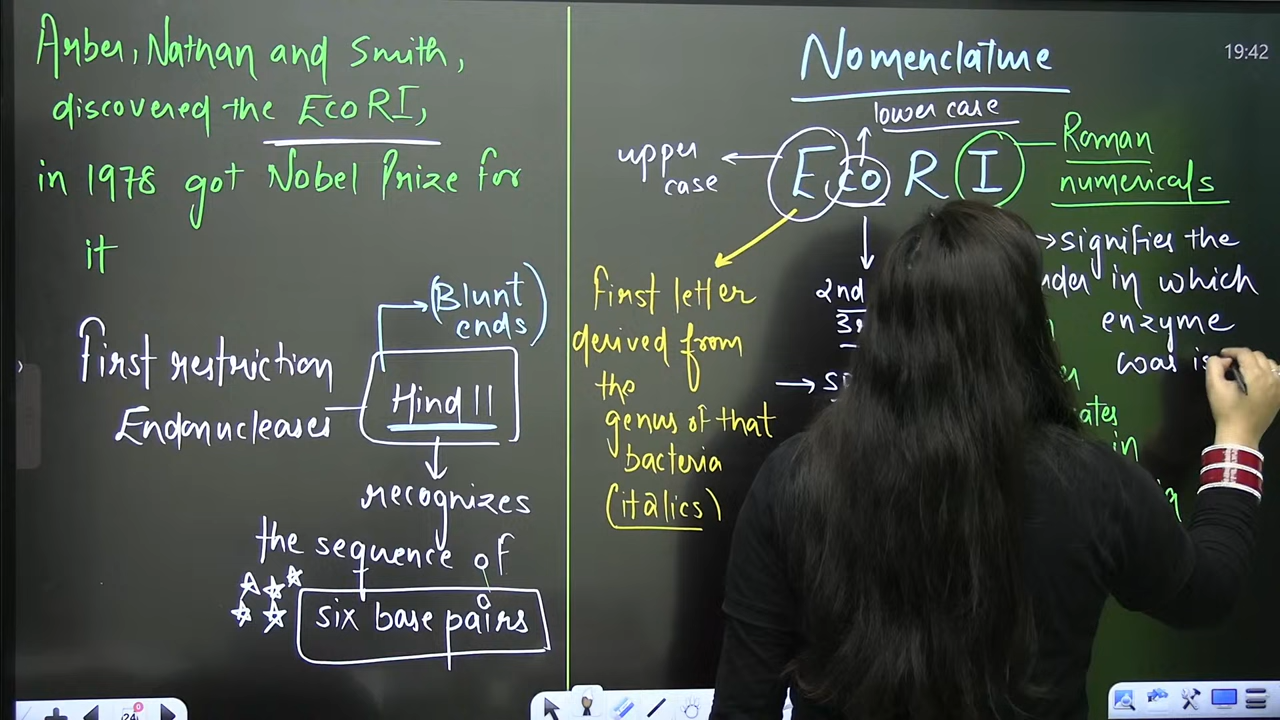 Arber, Nathan and Smith,
discovered the EcoRI,
in 1978 got Nobel Prize for
it
(Blunt
ends)
First restriction
Endonucleases
Hind II
recognizes
the sequence of
six base pairs
19:42
Nomenclature
lower case
upper
case
E co R I
Roman
numericals
First letter
derived from
the
genus of that
bacteria
(italics)
2nd
→signifies the
in which
enzyme
was
24